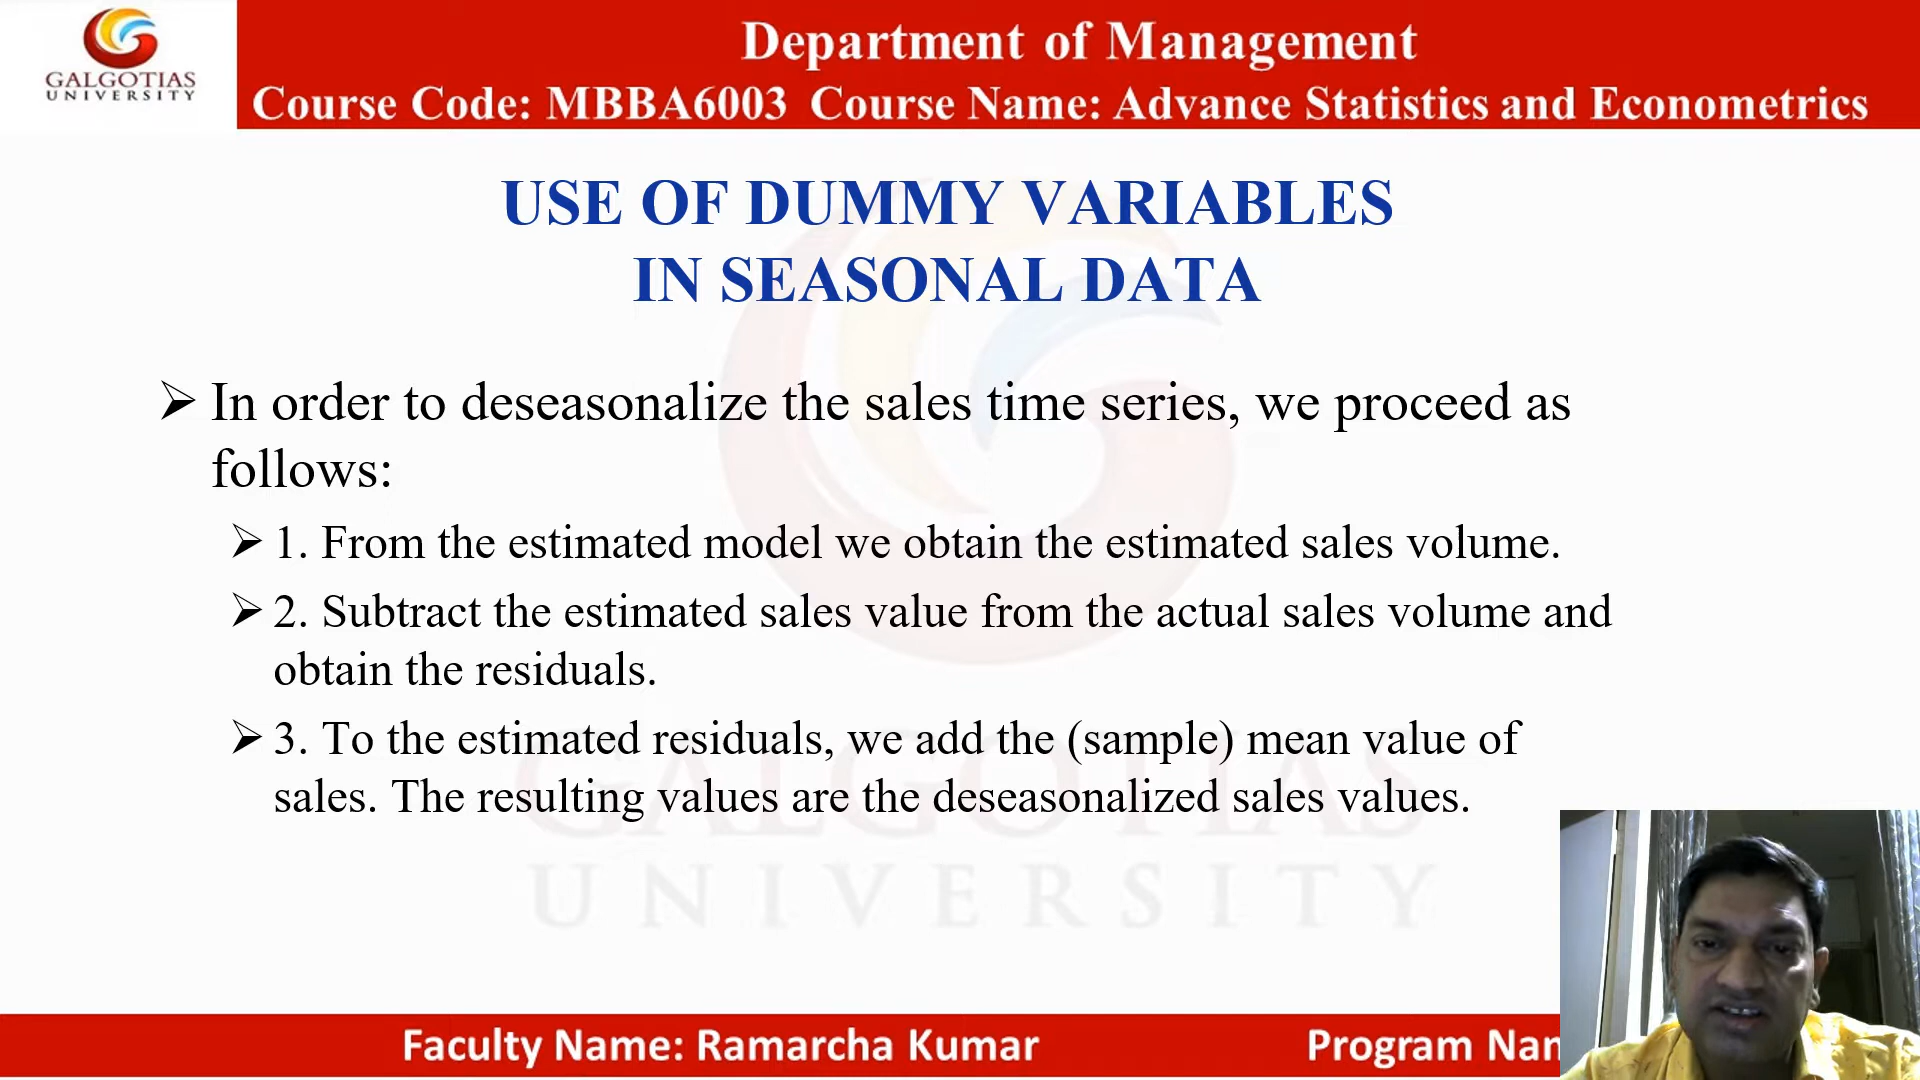 GALGOTIAS
UNIVERSITY
Department of Management
Course Code: MBBA6003 Course Name: Advance Statistics and Econometrics
USE OF DUMMY VARIABLES
IN SEASONAL DATA
➢ In order to deseasonalize the sales time series, we proceed as
follows:
➢ 1. From the estimated model we obtain the estimated sales volume.
➢ 2. Subtract the estimated sales value from the actual sales volume and
obtain the residuals.
➢ 3. To the estimated residuals, we add the (sample) mean value of
sales. The resulting values are the deseasonalized sales values.
GALGOTIAS
UNIVERSITY
Faculty Name: Ramarcha Kumar
Program